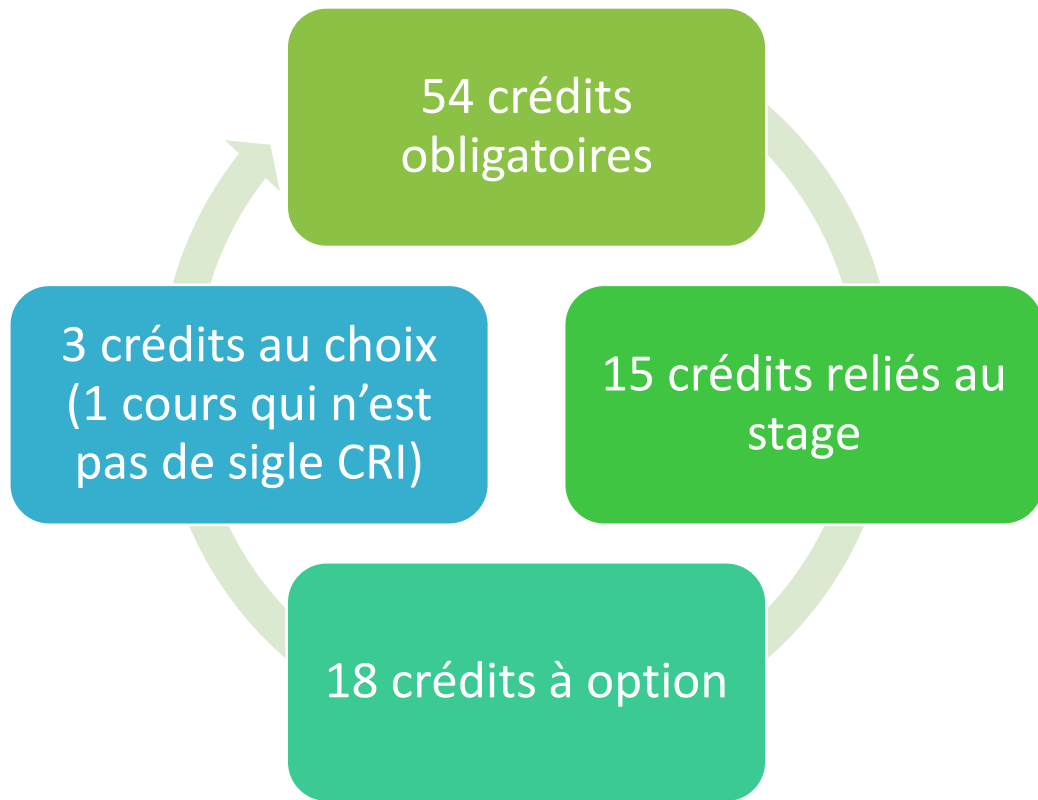 54 crédits
obligatoires
15 crédits reliés au
stage
18 crédits à option
3 crédits au choix
(1 cours qui n’est
pas de sigle CRI)